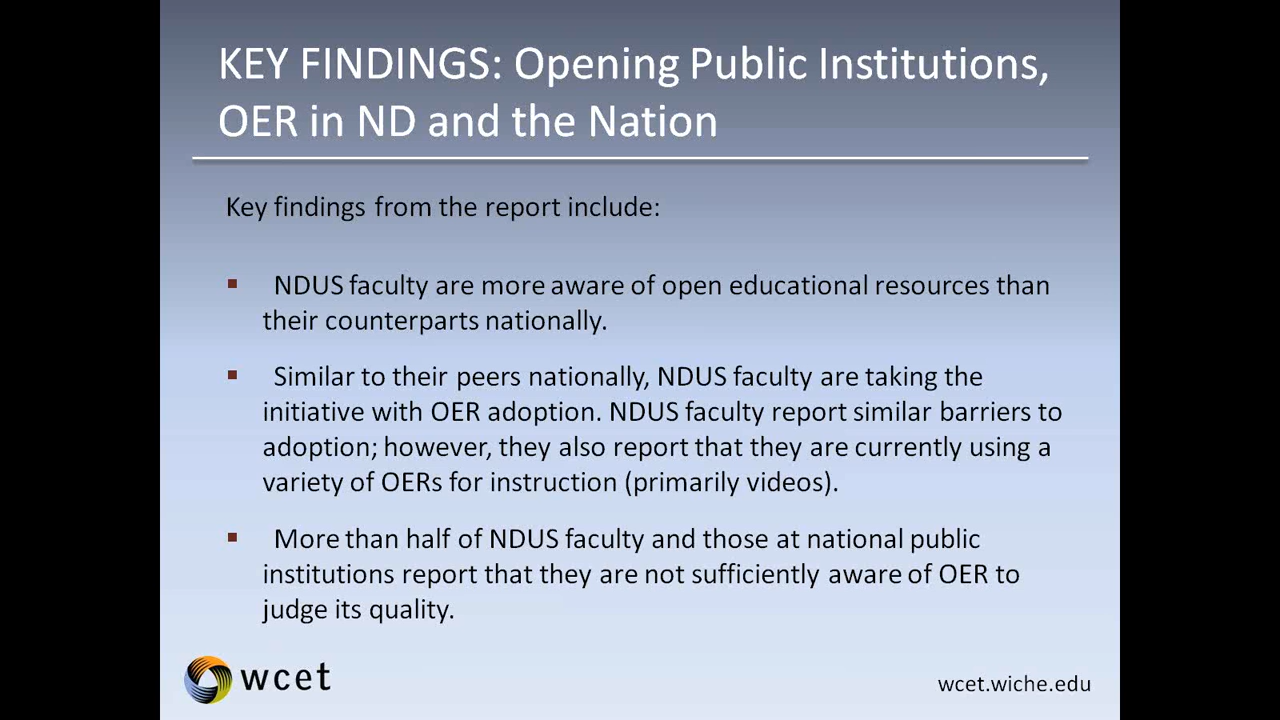 KEY FINDINGS: Opening Public Institutions,
OER in ND and the Nation
Key findings from the report include:
▪ NDUS faculty are more aware of open educational resources than
their counterparts nationally.
▪ Similar to their peers nationally, NDUS faculty are taking the
initiative with OER adoption. NDUS faculty report similar barriers to
adoption; however, they also report that they are currently using a
variety of OERs for instruction (primarily videos).
▪ More than half of NDUS faculty and those at national public
institutions report that they are not sufficiently aware of OER to
judge its quality.
wcet
wcet.wiche.edu